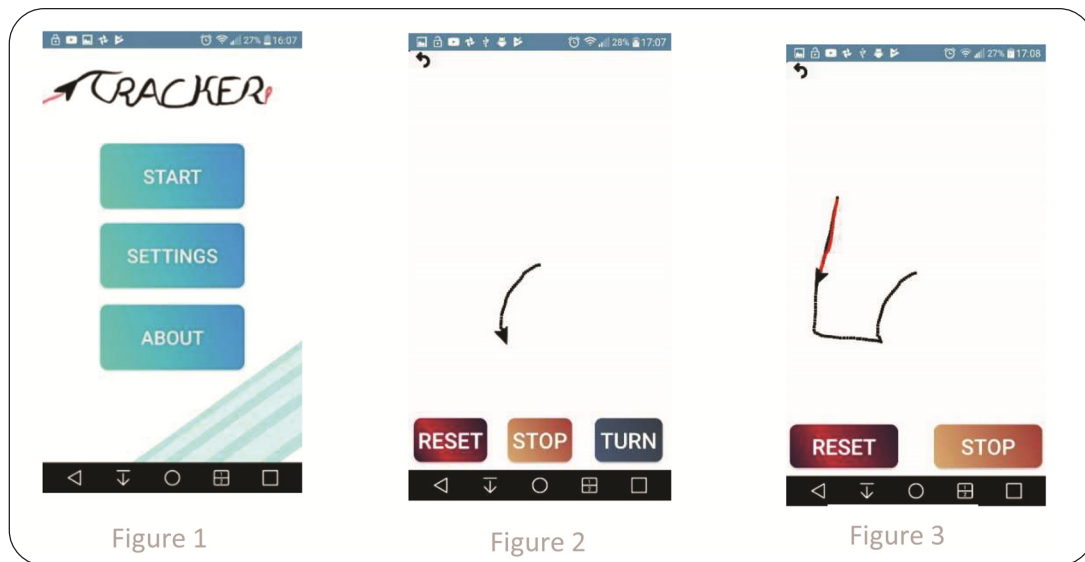 27% 16:07
TRACKER
START
SETTINGS
ABOUT
Figure 1
28% 17:07
RESET STOP TURN
Figure 2
27% 17:08
RESET STOP
Figure 3